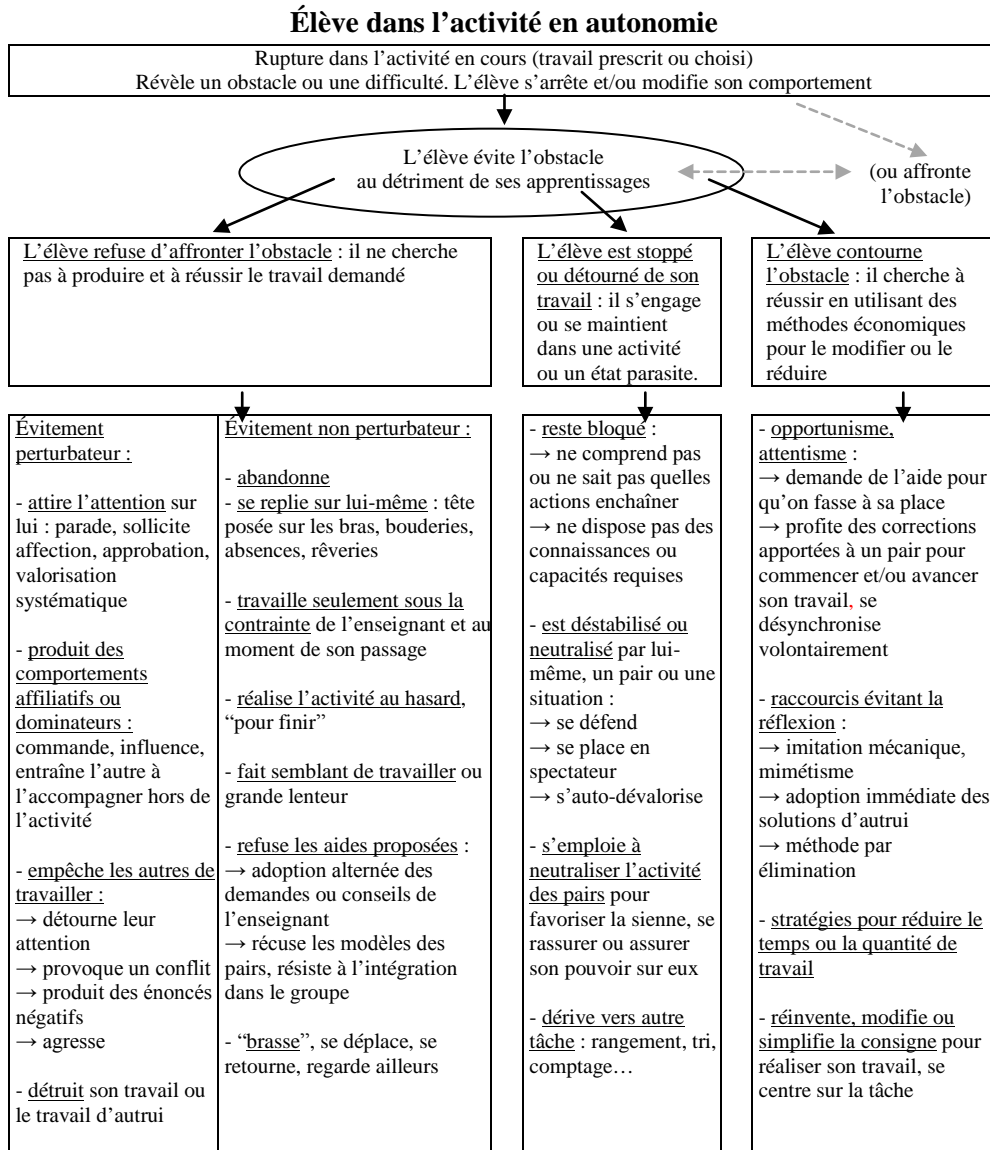 Élève dans l’activité en autonomie
Rupture dans l’activité en cours (travail prescrit ou choisi)
Révèle un obstacle ou une difficulté. L’élève s’arrête et/ou modifie son comportement
L’élève évite l’obstacle
au détriment de ses apprentissages
(ou affronte
l’obstacle)
L’élève refuse d’affronter l’obstacle : il ne cherche
pas à produire et à réussir le travail demandé
L’élève est stoppé
ou détourné de son
travail : il s’engage
ou se maintient
dans une activité
ou un état parasite.
L’élève contourne
l’obstacle : il cherche à
réussir en utilisant des
méthodes économiques
pour le modifier ou le
réduire
Évitement
perturbateur :
- attire l’attention sur
lui : parade, sollicite
affection, approbation,
valorisation
systématique
- produit des
comportements
affiliatifs ou
dominateurs :
commande, influence,
entraîne l’autre à
l’accompagner hors de
l’activité
- empêche les autres de
travailler :
→ détourne leur
attention
→ provoque un conflit
→ produit des énoncés
négatifs
→ agresse
- détruit son travail ou
le travail d’autrui
Évitement non perturbateur :
- abandonne
- se replie sur lui-même : tête
posée sur les bras, bouderies,
absences, rêveries
- travaille seulement sous la
contrainte de l’enseignant et au
moment de son passage
- réalise l’activité au hasard,
“pour finir”
- fait semblant de travailler ou
grande lenteur
- refuse les aides proposées :
→ adoption alternée des
demandes ou conseils de
l’enseignant
→ récuse les modèles des
pairs, résiste à l’intégration
dans le groupe
- “brasse”, se déplace, se
retourne, regarde ailleurs
- reste bloqué :
→ ne comprend pas
ou ne sait pas quelles
actions enchaîner
→ ne dispose pas des
connaissances ou
capacités requises
- est déstabilisé ou
neutralisé par lui-
même, un pair ou une
situation :
→ se défend
→ se place en
spectateur
→ s’auto-dévalorise
- s’emploie à
neutraliser l’activité
des pairs pour
favoriser la sienne, se
rassurer ou assurer
son pouvoir sur eux
- dérive vers autre
tâche : rangement, tri,
comptage…
- opportunisme,
attentisme :
→ demande de l’aide pour
qu’on fasse à sa place
→ profite des corrections
apportées à un pair pour
commencer et/ou avancer
son travail, se
désynchronise
volontairement
- raccourcis évitant la
réflexion :
→ imitation mécanique,
mimétisme
→ adoption immédiate des
solutions d’autrui
→ méthode par
élimination
- stratégies pour réduire le
temps ou la quantité de
travail
- réinvente, modifie ou
simplifie la consigne pour
réaliser son travail, se
centre sur la tâche